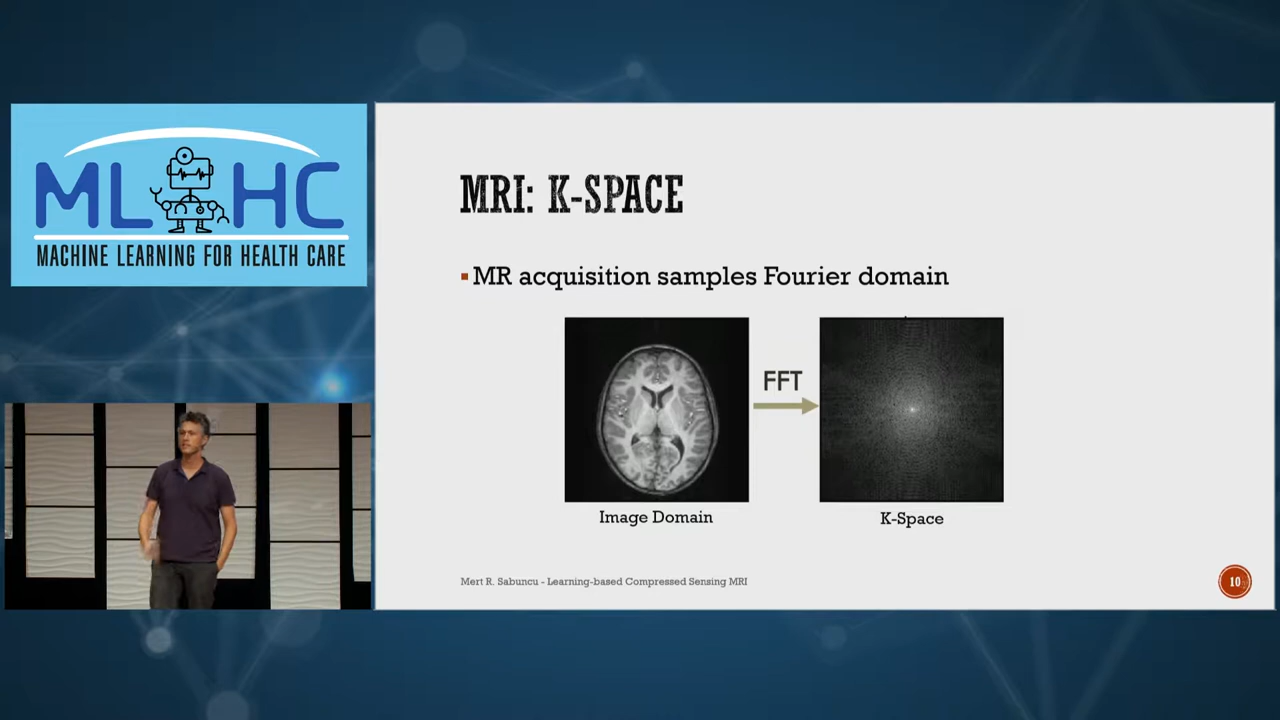 ML HC
MACHINE LEARNING FOR HEALTH CARE
MRI: K-SPACE
▪MR acquisition samples Fourier domain
FFT
Image Domain
K-Space
Mert R. Sabuncu - Learning-based Compressed Sensing MRI
10